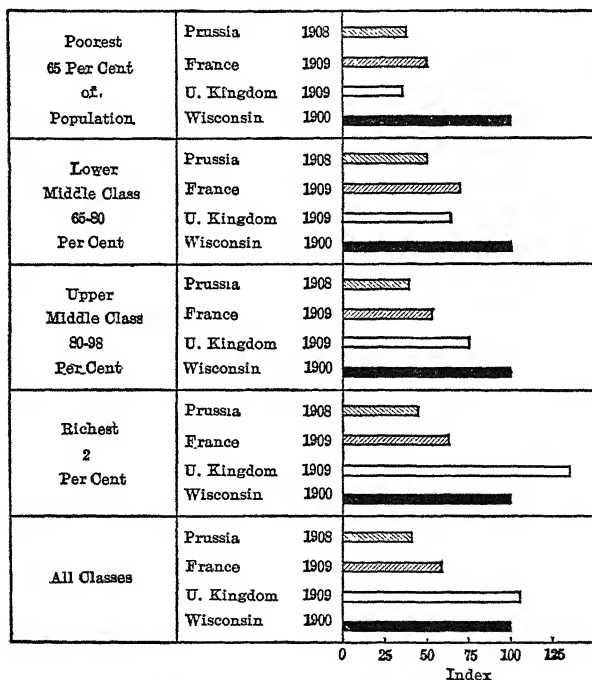 Poorest
65 Per Cent
of.
Population.
Prussia 1908
France 1909
U. Kingdom 1909
Wisconsin 1900
Lower
Middle Class
65-80
Per Cent
Prussia 1908
France 1909
U. Kingdom 1909
Wisconsin 1900
Upper
Middle Class
80-98
Per Cent
Prussia 1908
France 1909
U. Kingdom 1909
Wisconsin 1900
Richest
2
Per Cent
Prussia 1908
France 1909
U. Kingdom 1909
Wisconsin 1900
All Classes
Prussia 1908
France 1909
U. Kingdom 1909
Wisconsin 1900
0 25 50 75 100 125
Index